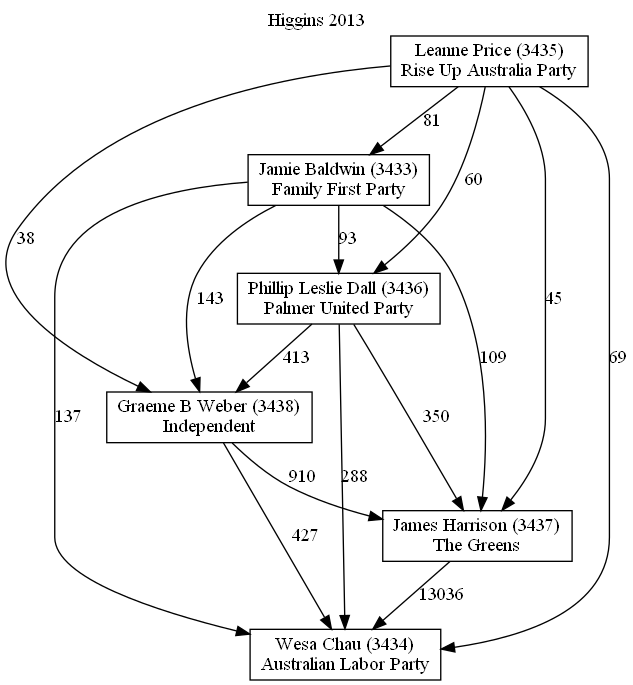 Higgins 2013
Leanne Price (3435)
Rise Up Australia Party
81
Jamie Baldwin (3433)
Family First Party
60
38
93
Phillip Leslie Dall (3436)
Palmer United Party
143
45
413
109
69
Graeme B Weber (3438)
Independent
137
350
910
288
James Harrison (3437)
The Greens
427
13036
Wesa Chau (3434)
Australian Labor Party